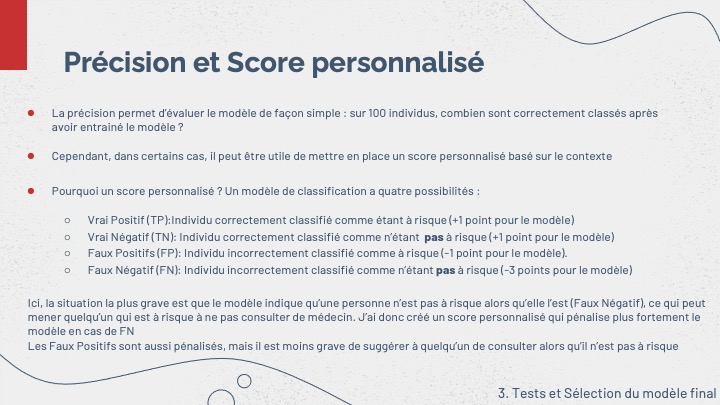 Précision et Score personnalisé
La précision permet d'évaluer le modèle de façon simple : sur 100 individus, combien sont correctement classés après
avoir entrainé le modèle ?
Cependant, dans certains cas, il peut être utile de mettre en place un score personnalisé basé sur le contexte
Pourquoi un score personnalisé ? Un modèle de classification a quatre possibilités :
Vrai Positif (TP):Individu correctement classifié comme étant à risque (+1 point pour le modèle)
Vrai Négatif (TN): Individu correctement classifié comme n'étant pas à risque (+1 point pour le modèle)
Faux Positifs (FP): Individu incorrectement classifié comme à risque (-1 point pour le modèle).
Faux Négatif (FN): Individu incorrectement classifié comme n'étant pas à risque (-3 points pour le modèle)
Ici, la situation la plus grave est que le modèle indique qu'une personne n'est pas à risque alors qu'elle l'est (Faux Négatif), ce qui peut
mener quelqu'un qui est à risque à ne pas consulter de médecin. J'ai donc créé un score personnalisé qui pénalise plus fortement le
modèle en cas de FN
Les Faux Positifs sont aussi pénalisés, mais il est moins grave de suggérer à quelqu'un de consulter alors qu'il n'est pas à risque
3. Tests et Sélection du modèle final